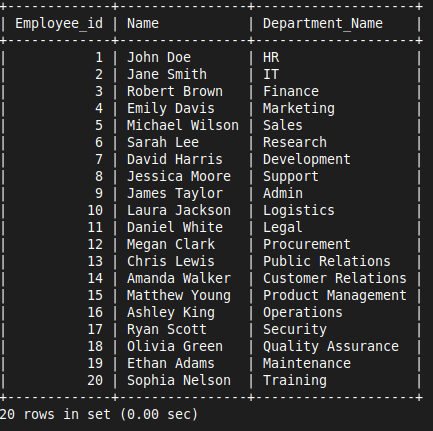 +-------------+----------------+--------------------+
| Employee_id | Name           | Department_Name    |
+-------------+----------------+--------------------+
|           1 | John Doe       | HR                 |
|           2 | Jane Smith     | IT                 |
|           3 | Robert Brown   | Finance            |
|           4 | Emily Davis    | Marketing          |
|           5 | Michael Wilson | Sales              |
|           6 | Sarah Lee      | Research           |
|           7 | David Harris   | Development        |
|           8 | Jessica Moore  | Support            |
|           9 | James Taylor   | Admin              |
|          10 | Laura Jackson  | Logistics          |
|          11 | Daniel White   | Legal              |
|          12 | Megan Clark    | Procurement        |
|          13 | Chris Lewis    | Public Relations   |
|          14 | Amanda Walker  | Customer Relations |
|          15 | Matthew Young  | Product Management |
|          16 | Ashley King    | Operations         |
|          17 | Ryan Scott     | Security           |
|          18 | Olivia Green   | Quality Assurance  |
|          19 | Ethan Adams    | Maintenance        |
|          20 | Sophia Nelson  | Training           |
+-------------+----------------+--------------------+
20 rows in set (0.00 sec)